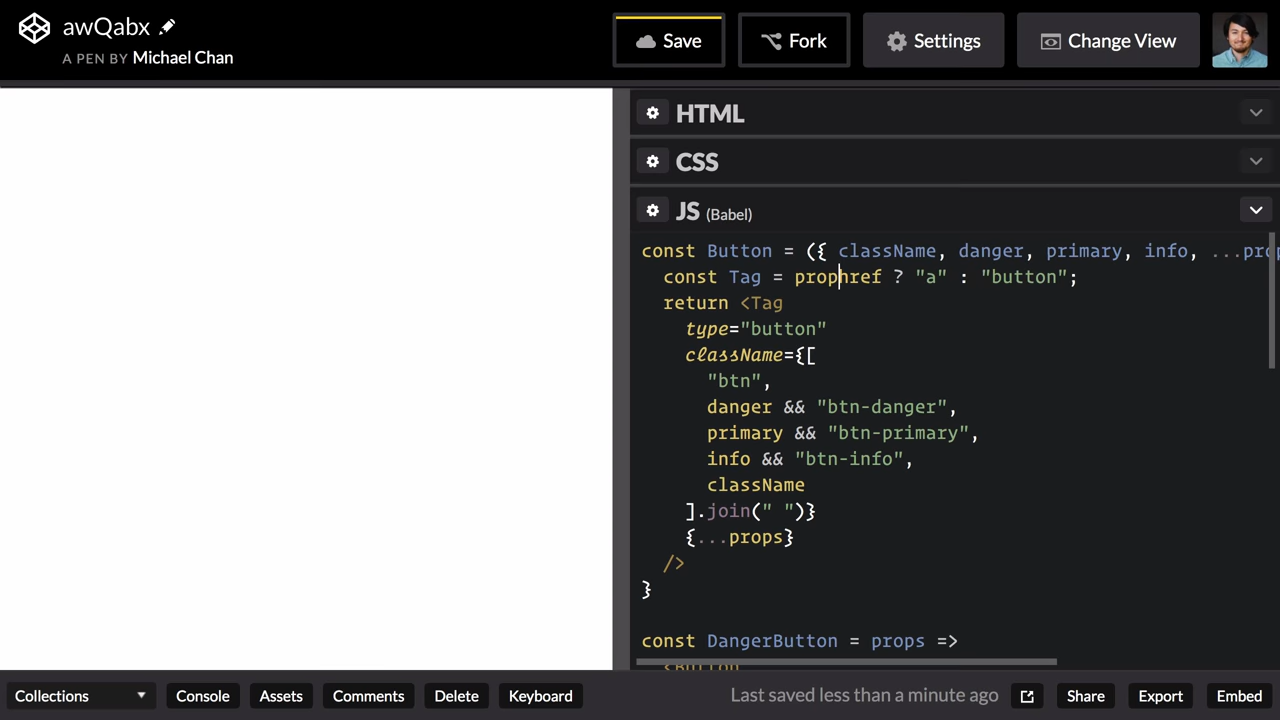 awQabx
A PEN BY Michael Chan
Save
Fork
Settings
Change View
HTML
CSS
JS (Babel)
const Button = ({ className, danger, primary, info, ...prop
const Tag = prophref ? "a" : "button";
return <Tag
type="button"
className={[
"btn",
danger && "btn-danger",
primary && "btn-primary",
info && "btn-info",
className
].join(" ")}
{...props}
/>
}
const DangerButton = props =>
<Button
Collections
Console
Assets
Comments
Delete
Keyboard
Last saved less than a minute ago
Share
Export
Embed